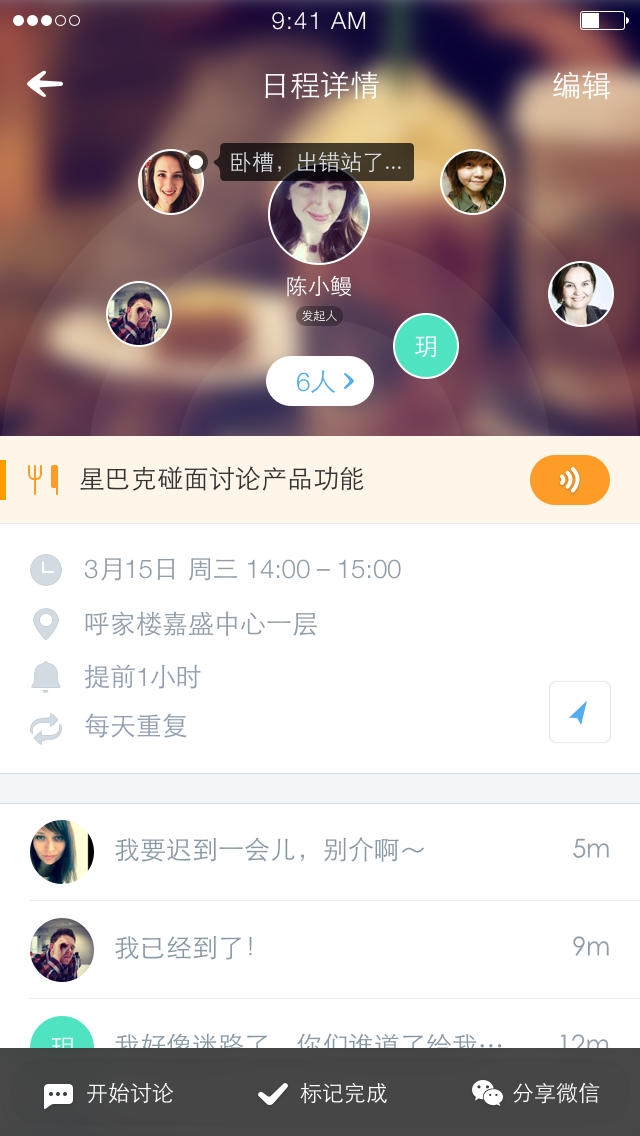 9:41 AM
日程详情
编辑
卧槽，出错站了...
陈小鳗
发起人
玥
6人
星巴克碰面讨论产品功能
3月15日 周三 14:00 – 15:00
呼家楼嘉盛中心一层
提前1小时
每天重复
我要迟到一会儿，别介啊～
5m
我已经到了!
9m
玥
我好像迷路了，你们谁道了给我…
12m
开始讨论
标记完成
分享微信